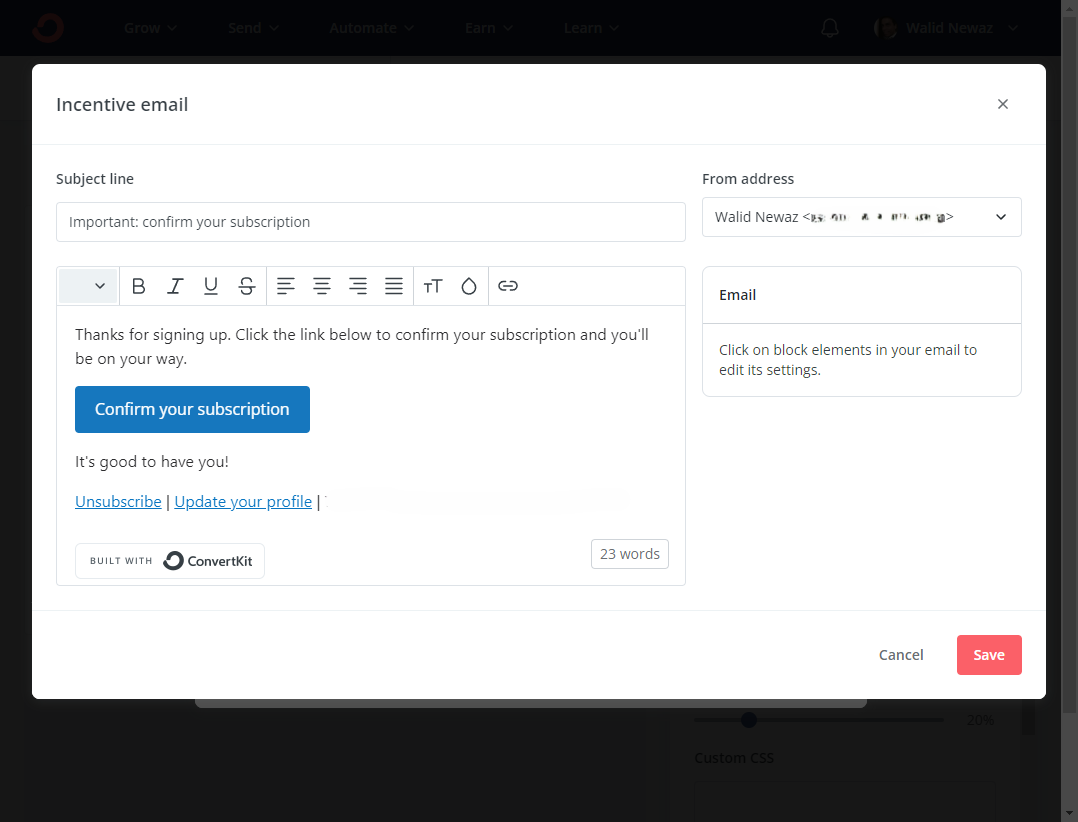 Grow Send Automate Earn Learn Walid Newaz
Incentive email
Subject line
Important: confirm your subscription
From address
Walid Newaz < >
B I U S TT
Thanks for signing up. Click the link below to confirm your subscription and you'll
be on your way.
Confirm your subscription
It's good to have you!
Unsubscribe | Update your profile |
BUILT WITH ConvertKit
23 words
Email
Click on block elements in your email to
edit its settings.
Cancel
Save
20%
Custom CSS